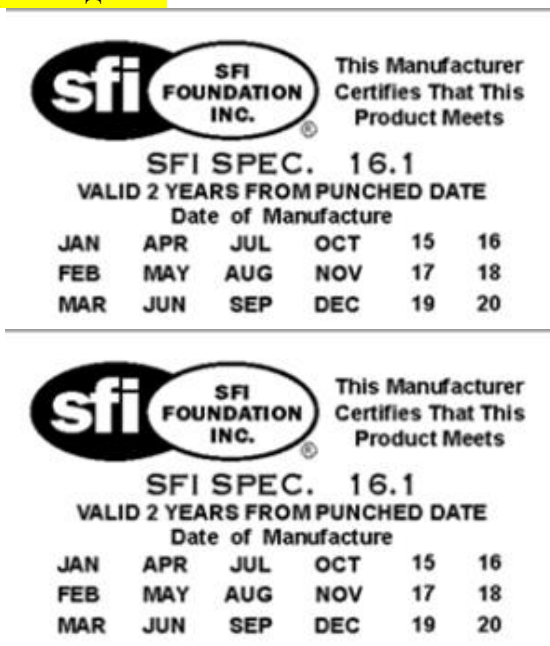 sfi SFI FOUNDATION INC. ®
This Manufacturer
Certifies That This
Product Meets
SFI SPEC. 16.1
VALID 2 YEARS FROM PUNCHED DATE
Date of Manufacture
JAN APR JUL OCT 15 16
FEB MAY AUG NOV 17 18
MAR JUN SEP DEC 19 20
sfi SFI FOUNDATION INC. ®
This Manufacturer
Certifies That This
Product Meets
SFI SPEC. 16.1
VALID 2 YEARS FROM PUNCHED DATE
Date of Manufacture
JAN APR JUL OCT 15 16
FEB MAY AUG NOV 17 18
MAR JUN SEP DEC 19 20